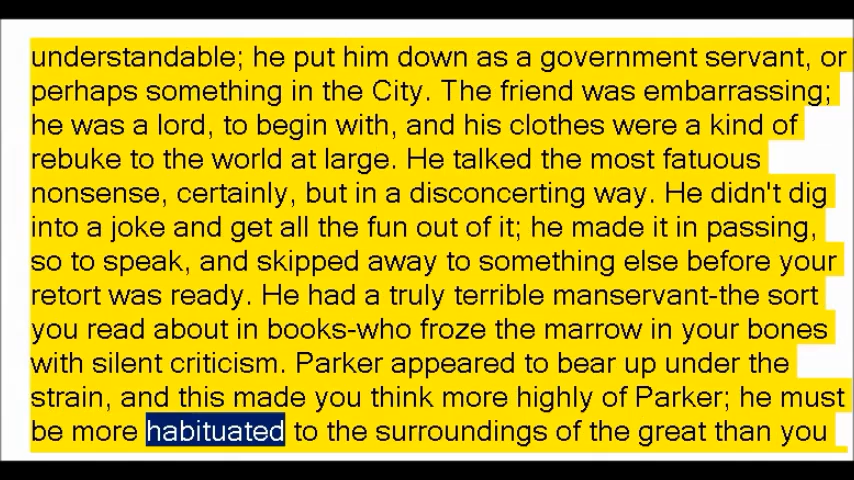 understandable; he put him down as a government servant, or
perhaps something in the City. The friend was embarrassing;
he was a lord, to begin with, and his clothes were a kind of
rebuke to the world at large. He talked the most fatuous
nonsense, certainly, but in a disconcerting way. He didn't dig
into a joke and get all the fun out of it; he made it in passing,
so to speak, and skipped away to something else before your
retort was ready. He had a truly terrible manservant-the sort
you read about in books-who froze the marrow in your bones
with silent criticism. Parker appeared to bear up under the
strain, and this made you think more highly of Parker; he must
be more habituated to the surroundings of the great than you